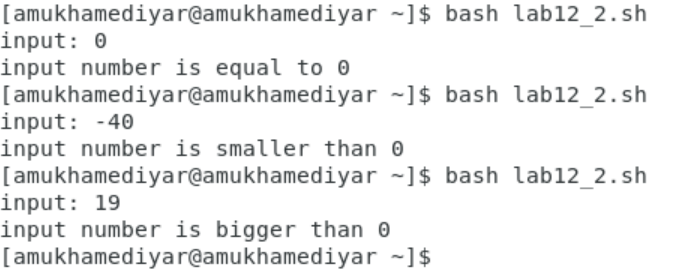 [amukhamediyar@amukhamediyar ~]$ bash lab12_2.sh
input: 0
input number is equal to 0
[amukhamediyar@amukhamediyar ~]$ bash lab12_2.sh
input: -40
input number is smaller than 0
[amukhamediyar@amukhamediyar ~]$ bash lab12_2.sh
input: 19
input number is bigger than 0
[amukhamediyar@amukhamediyar ~]$